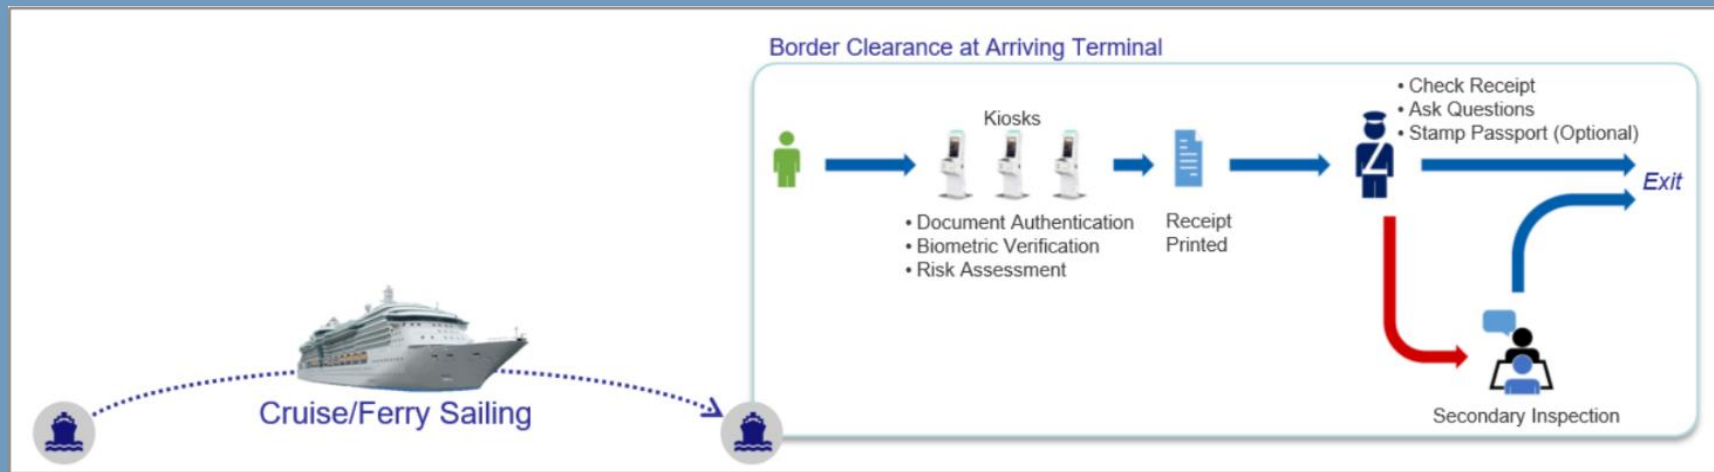 Border Clearance at Arriving Terminal
Kiosks
• Document Authentication
• Biometric Verification
• Risk Assessment
Receipt
Printed
• Check Receipt
• Ask Questions
• Stamp Passport (Optional)
Exit
Secondary Inspection
Cruise/Ferry Sailing